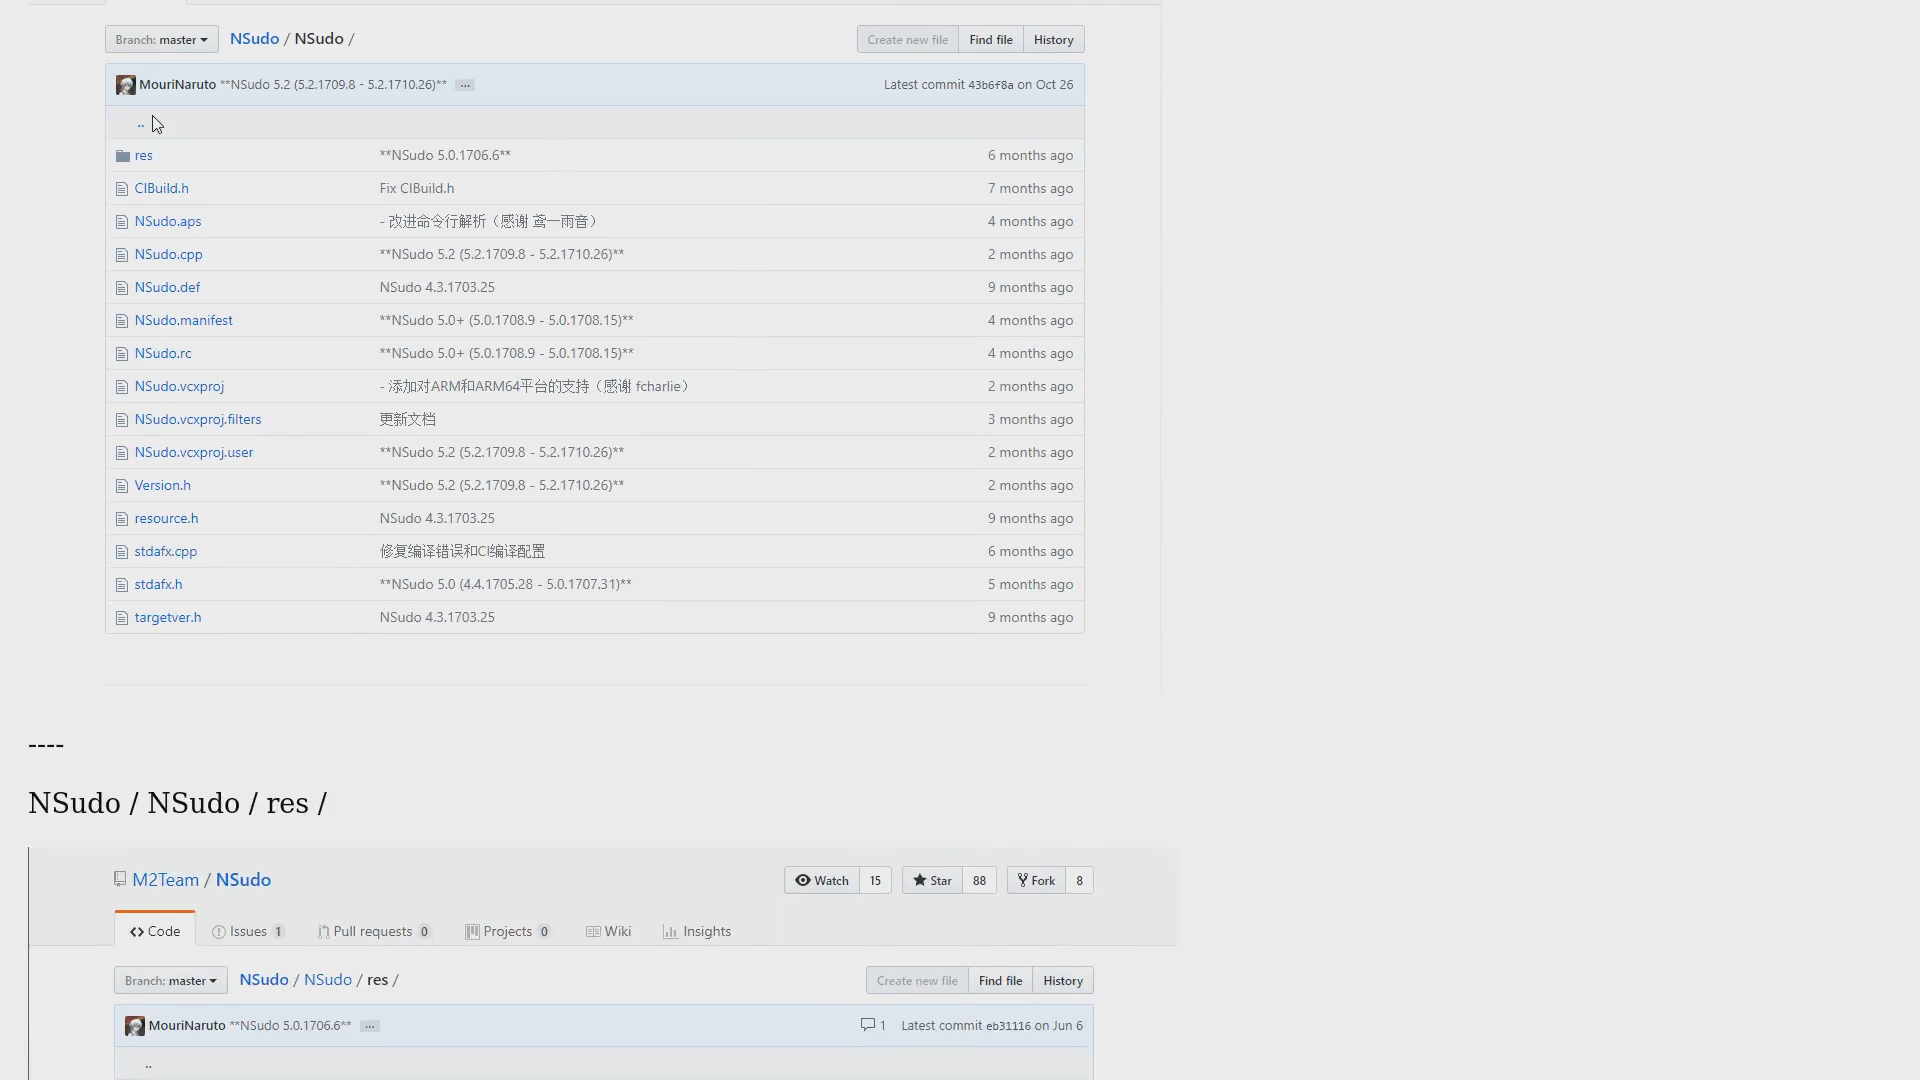 Branch: master NSudo / NSudo / Create new file Find file History
MouriNaruto **NSudo 5.2 (5.2.1709.8 - 5.2.1710.26)** ... Latest commit 43b6f8a on Oct 26
..
res **NSudo 5.0.1706.6** 6 months ago
CIBuild.h Fix CIBuild.h 7 months ago
NSudo.aps - 改进命令行解析（感谢 鸢一雨音） 4 months ago
NSudo.cpp **NSudo 5.2 (5.2.1709.8 - 5.2.1710.26)** 2 months ago
NSudo.def NSudo 4.3.1703.25 9 months ago
NSudo.manifest **NSudo 5.0+ (5.0.1708.9 - 5.0.1708.15)** 4 months ago
NSudo.rc **NSudo 5.0+ (5.0.1708.9 - 5.0.1708.15)** 4 months ago
NSudo.vcxproj - 添加对ARM和ARM64平台的支持（感谢 fcharlie） 2 months ago
NSudo.vcxproj.filters 更新文档 3 months ago
NSudo.vcxproj.user **NSudo 5.2 (5.2.1709.8 - 5.2.1710.26)** 2 months ago
Version.h **NSudo 5.2 (5.2.1709.8 - 5.2.1710.26)** 2 months ago
resource.h NSudo 4.3.1703.25 9 months ago
stdafx.cpp 修复编译错误和CI编译配置 6 months ago
stdafx.h **NSudo 5.0 (4.4.1705.28 - 5.0.1707.31)** 5 months ago
targetver.h NSudo 4.3.1703.25 9 months ago
----
NSudo / NSudo / res /
M2Team / NSudo Watch 15 Star 88 Fork 8
Code Issues 1 Pull requests 0 Projects 0 Wiki Insights
Branch: master NSudo / NSudo / res / Create new file Find file History
MouriNaruto **NSudo 5.0.1706.6** ... 1 Latest commit eb31116 on Jun 6
..